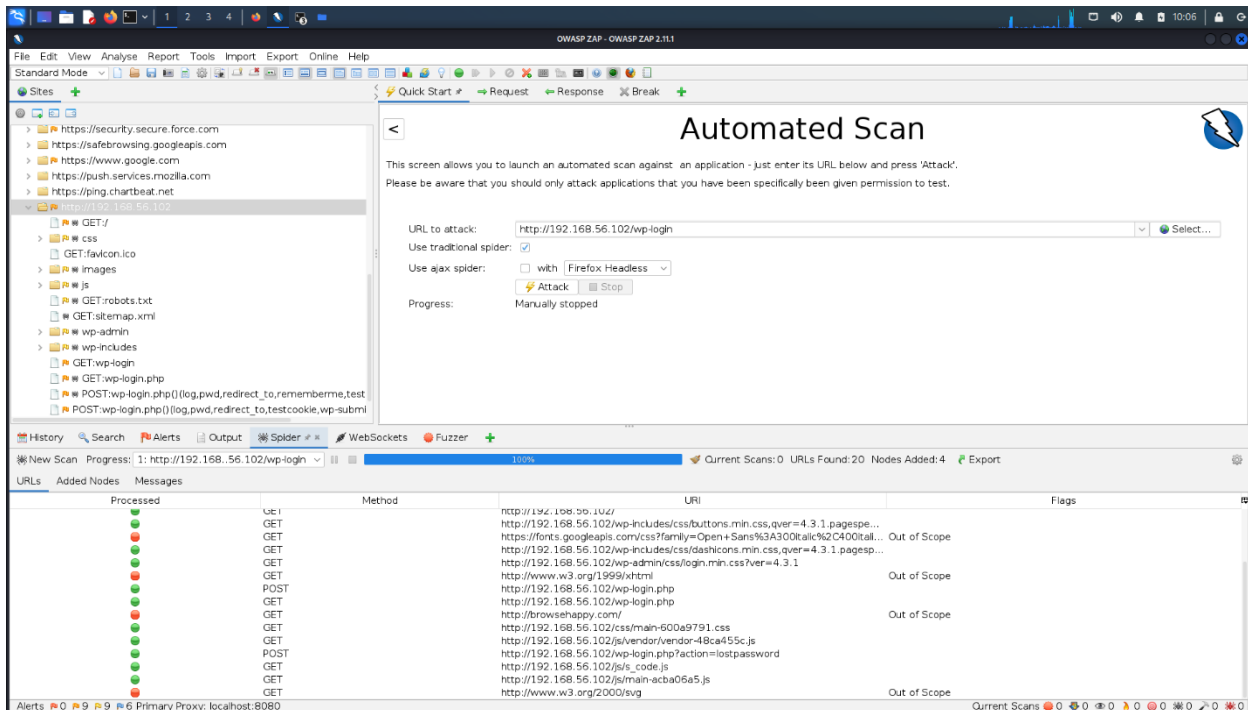 1 2 3 4 10:06
OWASP ZAP - OWASP ZAP 2.11.1
File Edit View Analyse Report Tools Import Export Online Help
Standard Mode
Sites
Quick Start Request Response Break
https://security.secure.force.com
https://safebrowsing.googleapis.com
https://www.google.com
https://push.services.mozilla.com
https://ping.chartbeat.net
http://192.168.56.102
GET:/
css
GET:favicon.ico
images
js
GET:robots.txt
GET:sitemap.xml
wp-admin
wp-includes
GET:wp-login
GET:wp-login.php
POST:wp-login.php()(log,pwd,redirect_to,rememberme,test
POST:wp-login.php()(log,pwd,redirect_to,testcookie,wp-submi
<
Automated Scan
This screen allows you to launch an automated scan against an application - just enter its URL below and press 'Attack'.
Please be aware that you should only attack applications that you have been specifically been given permission to test.
URL to attack: http://192.168.56.102/wp-login Select...
Use traditional spider:
Use ajax spider: with Firefox Headless
Attack Stop
Progress: Manually stopped
History Search Alerts Output Spider WebSockets Fuzzer
New Scan Progress: 1: http://192.168..56.102/wp-login 100% Current Scans: 0 URLs Found: 20 Nodes Added: 4 Export
URLs Added Nodes Messages
Processed Method URI Flags
GET http://192.168.56.102/
GET http://192.168.56.102/wp-includes/css/buttons.min.css,qver=4.3.1.pagespe...
GET https://fonts.googleapis.com/css?family=Open+Sans%3A300italic%2C400itali... Out of Scope
GET http://192.168.56.102/wp-includes/css/dashicons.min.css,qver=4.3.1.pagesp...
GET http://192.168.56.102/wp-admin/css/login.min.css?ver=4.3.1
GET http://www.w3.org/1999/xhtml Out of Scope
POST http://192.168.56.102/wp-login.php
GET http://192.168.56.102/wp-login.php
GET http://browsehappy.com/ Out of Scope
GET http://192.168.56.102/css/main-600a9791.css
GET http://192.168.56.102/js/vendor/vendor-48ca455c.js
POST http://192.168.56.102/wp-login.php?action=lostpassword
GET http://192.168.56.102/js/s_code.js
GET http://192.168.56.102/js/main-acba06a5.js
GET http://www.w3.org/2000/svg Out of Scope
Alerts 0 9 9 6 Primary Proxy: localhost:8080 Current Scans 0 0 0 0 0 0 0 0